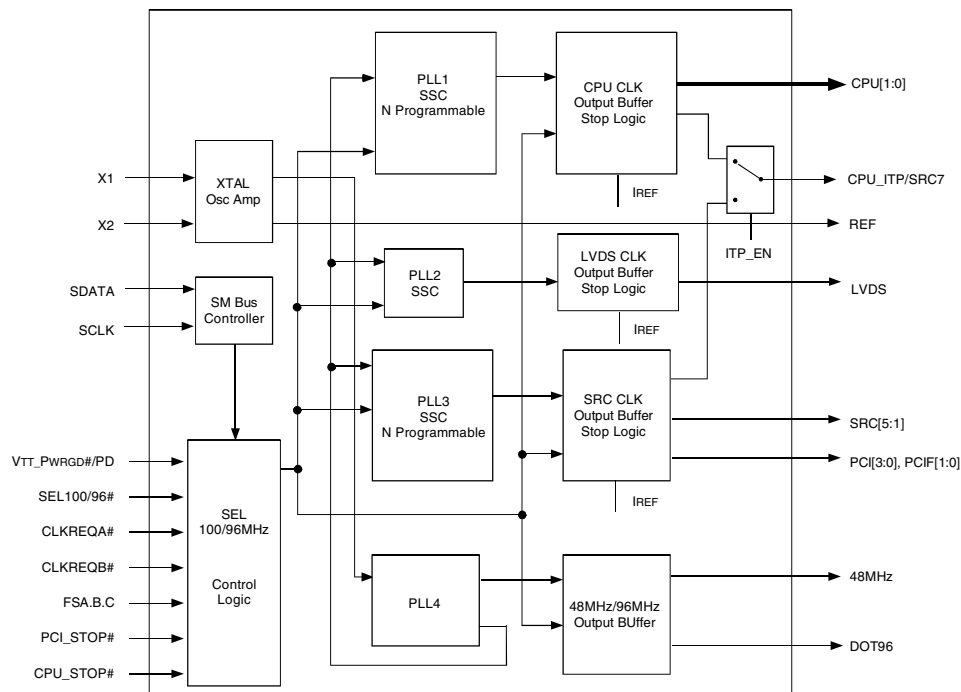 PLL1
SSC
N Programmable
CPU CLK
Output Buffer
Stop Logic
CPU[1:0]
X1
X2
XTAL
Osc Amp
IREF
CPU_ITP/SRC7
REF
ITP_EN
SDATA
SCLK
SM Bus
Controller
PLL2
SSC
LVDS CLK
Output Buffer
Stop Logic
LVDS
IREF
PLL3
SSC
N Programmable
SRC CLK
Output Buffer
Stop Logic
SRC[5:1]
PCI[3:0], PCIF[1:0]
IREF
VTT_PWRGD#/PD
SEL100/96#
CLKREQA#
CLKREQB#
FSA.B.C
PCI_STOP#
CPU_STOP#
SEL
100/96MHz
Control
Logic
PLL4
48MHz/96MHz
Output BUffer
48MHz
DOT96